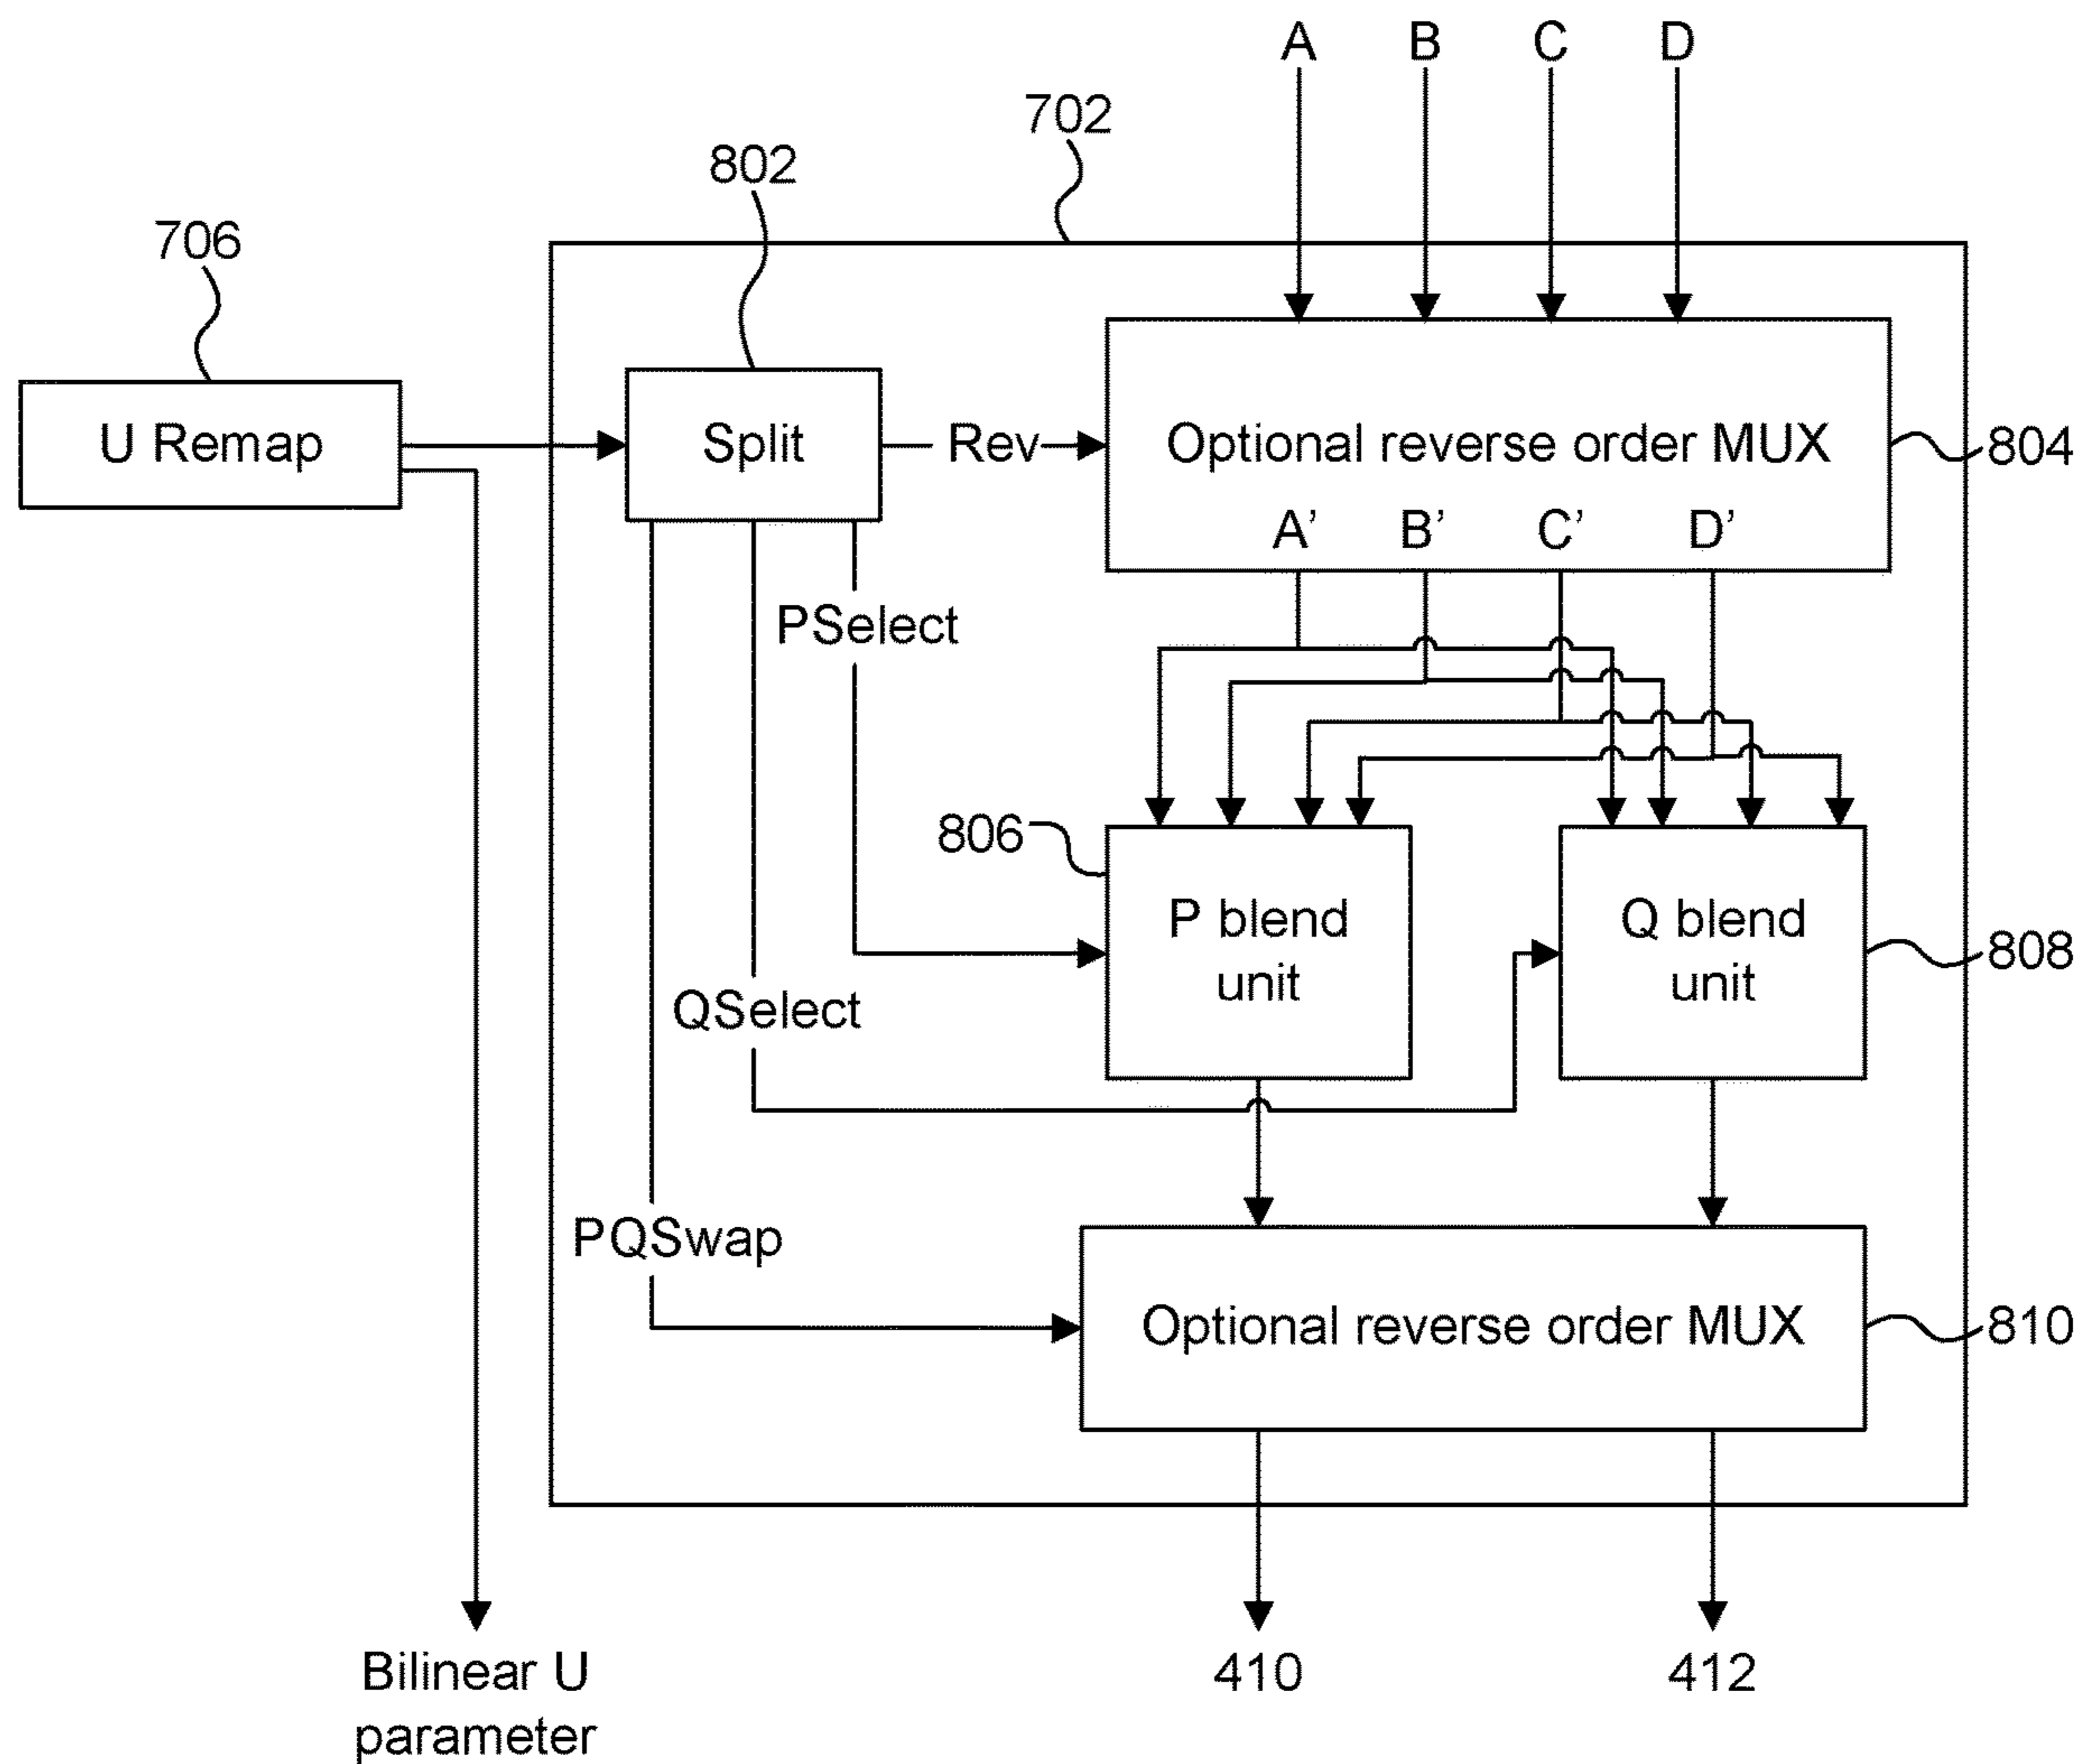 A B C D
702
802
706
U Remap
Split
Rev
Optional reverse order MUX
804
A’ B’ C’ D’
PSelect
806
P blend
unit
Q blend
unit
808
QSelect
PQSwap
Optional reverse order MUX
810
Bilinear U
parameter
410
412